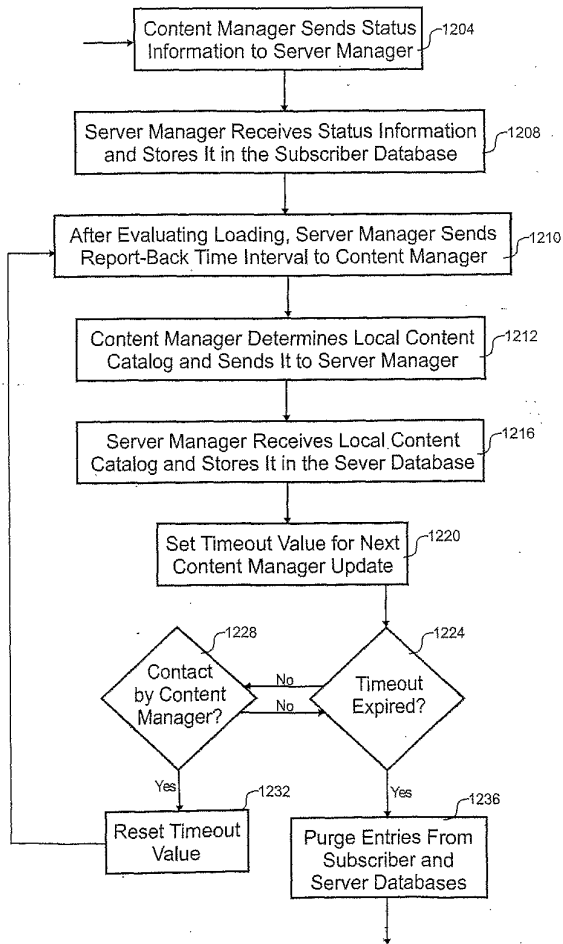 Content Manager Sends Status
Information to Server Manager
1204
Server Manager Receives Status Information
and Stores It in the Subscriber Database
1208
After Evaluating Loading, Server Manager Sends
Report-Back Time Interval to Content Manager
1210
Content Manager Determines Local Content
Catalog and Sends It to Server Manager
1212
Server Manager Receives Local Content
Catalog and Stores It in the Sever Database
1216
Set Timeout Value for Next
Content Manager Update
1220
1228
Contact
by Content
Manager?
No
No
1224
Timeout
Expired?
Yes
1232
Reset Timeout
Value
Yes
1236
Purge Entries From
Subscriber and
Server Databases